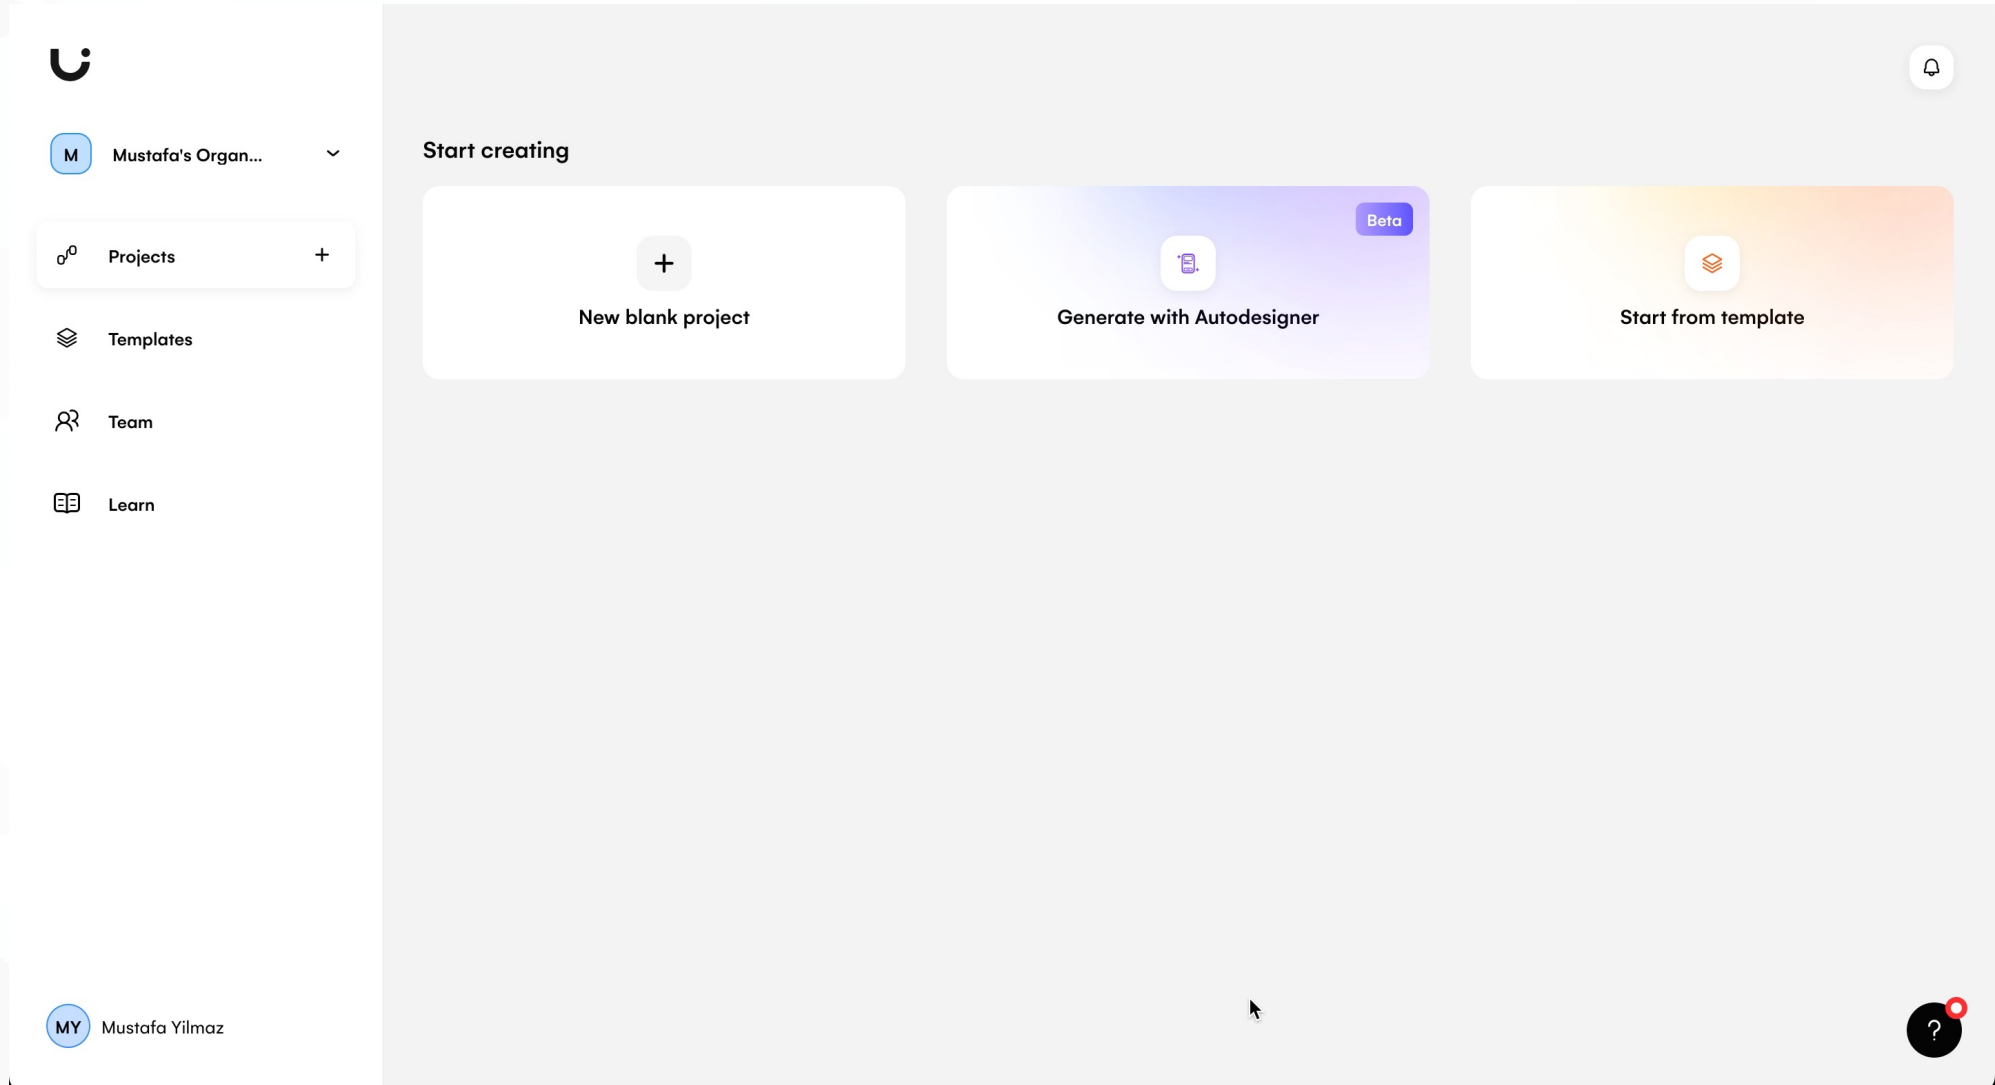 M
Mustafa's Organ...
Projects
Templates
Team
Learn
MY
Mustafa Yilmaz
Start creating
New blank project
Beta
Generate with Autodesigner
Start from template
?